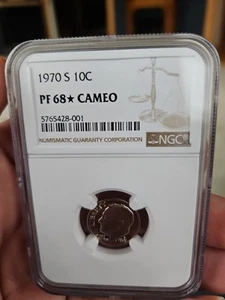 1970 S 10C
PF 68★ CAMEO
5765428-001
NUMISMATIC GUARANTY CORPORATION
NGC